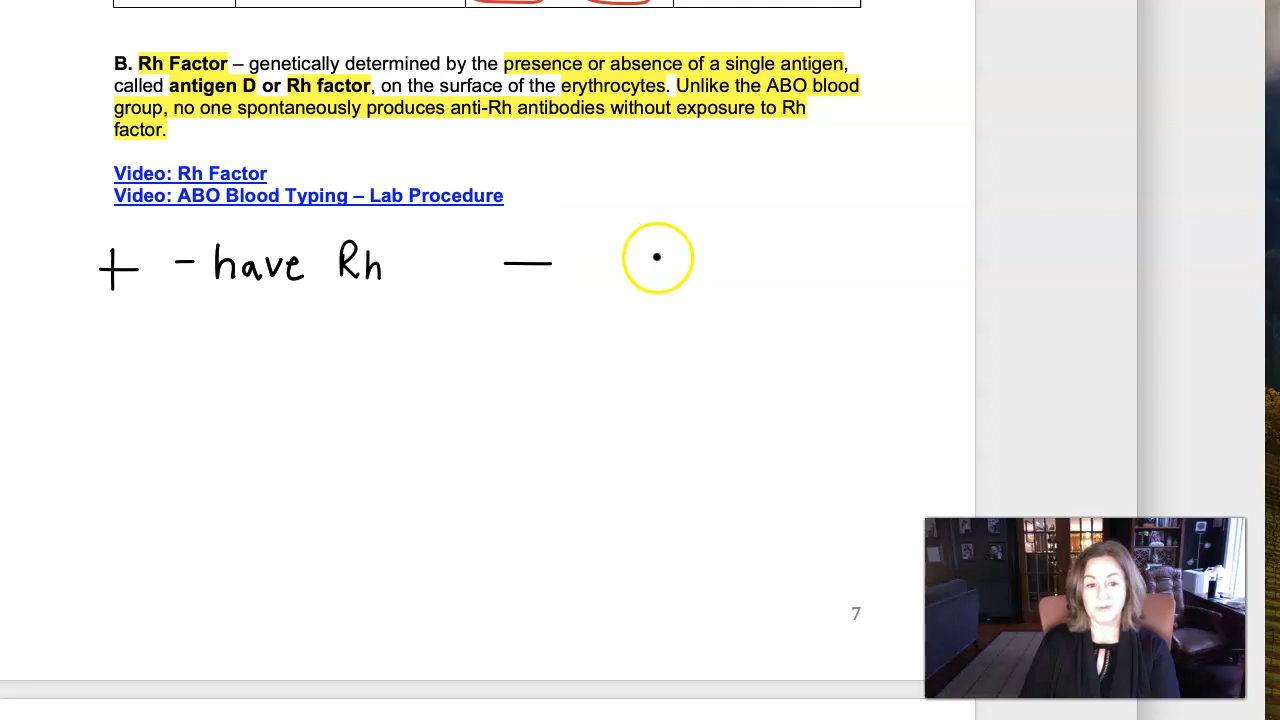 B. Rh Factor – genetically determined by the presence or absence of a single antigen,
called antigen D or Rh factor, on the surface of the erythrocytes. Unlike the ABO blood
group, no one spontaneously produces anti-Rh antibodies without exposure to Rh
factor.
Video: Rh Factor
Video: ABO Blood Typing – Lab Procedure
+ - have Rh —
7